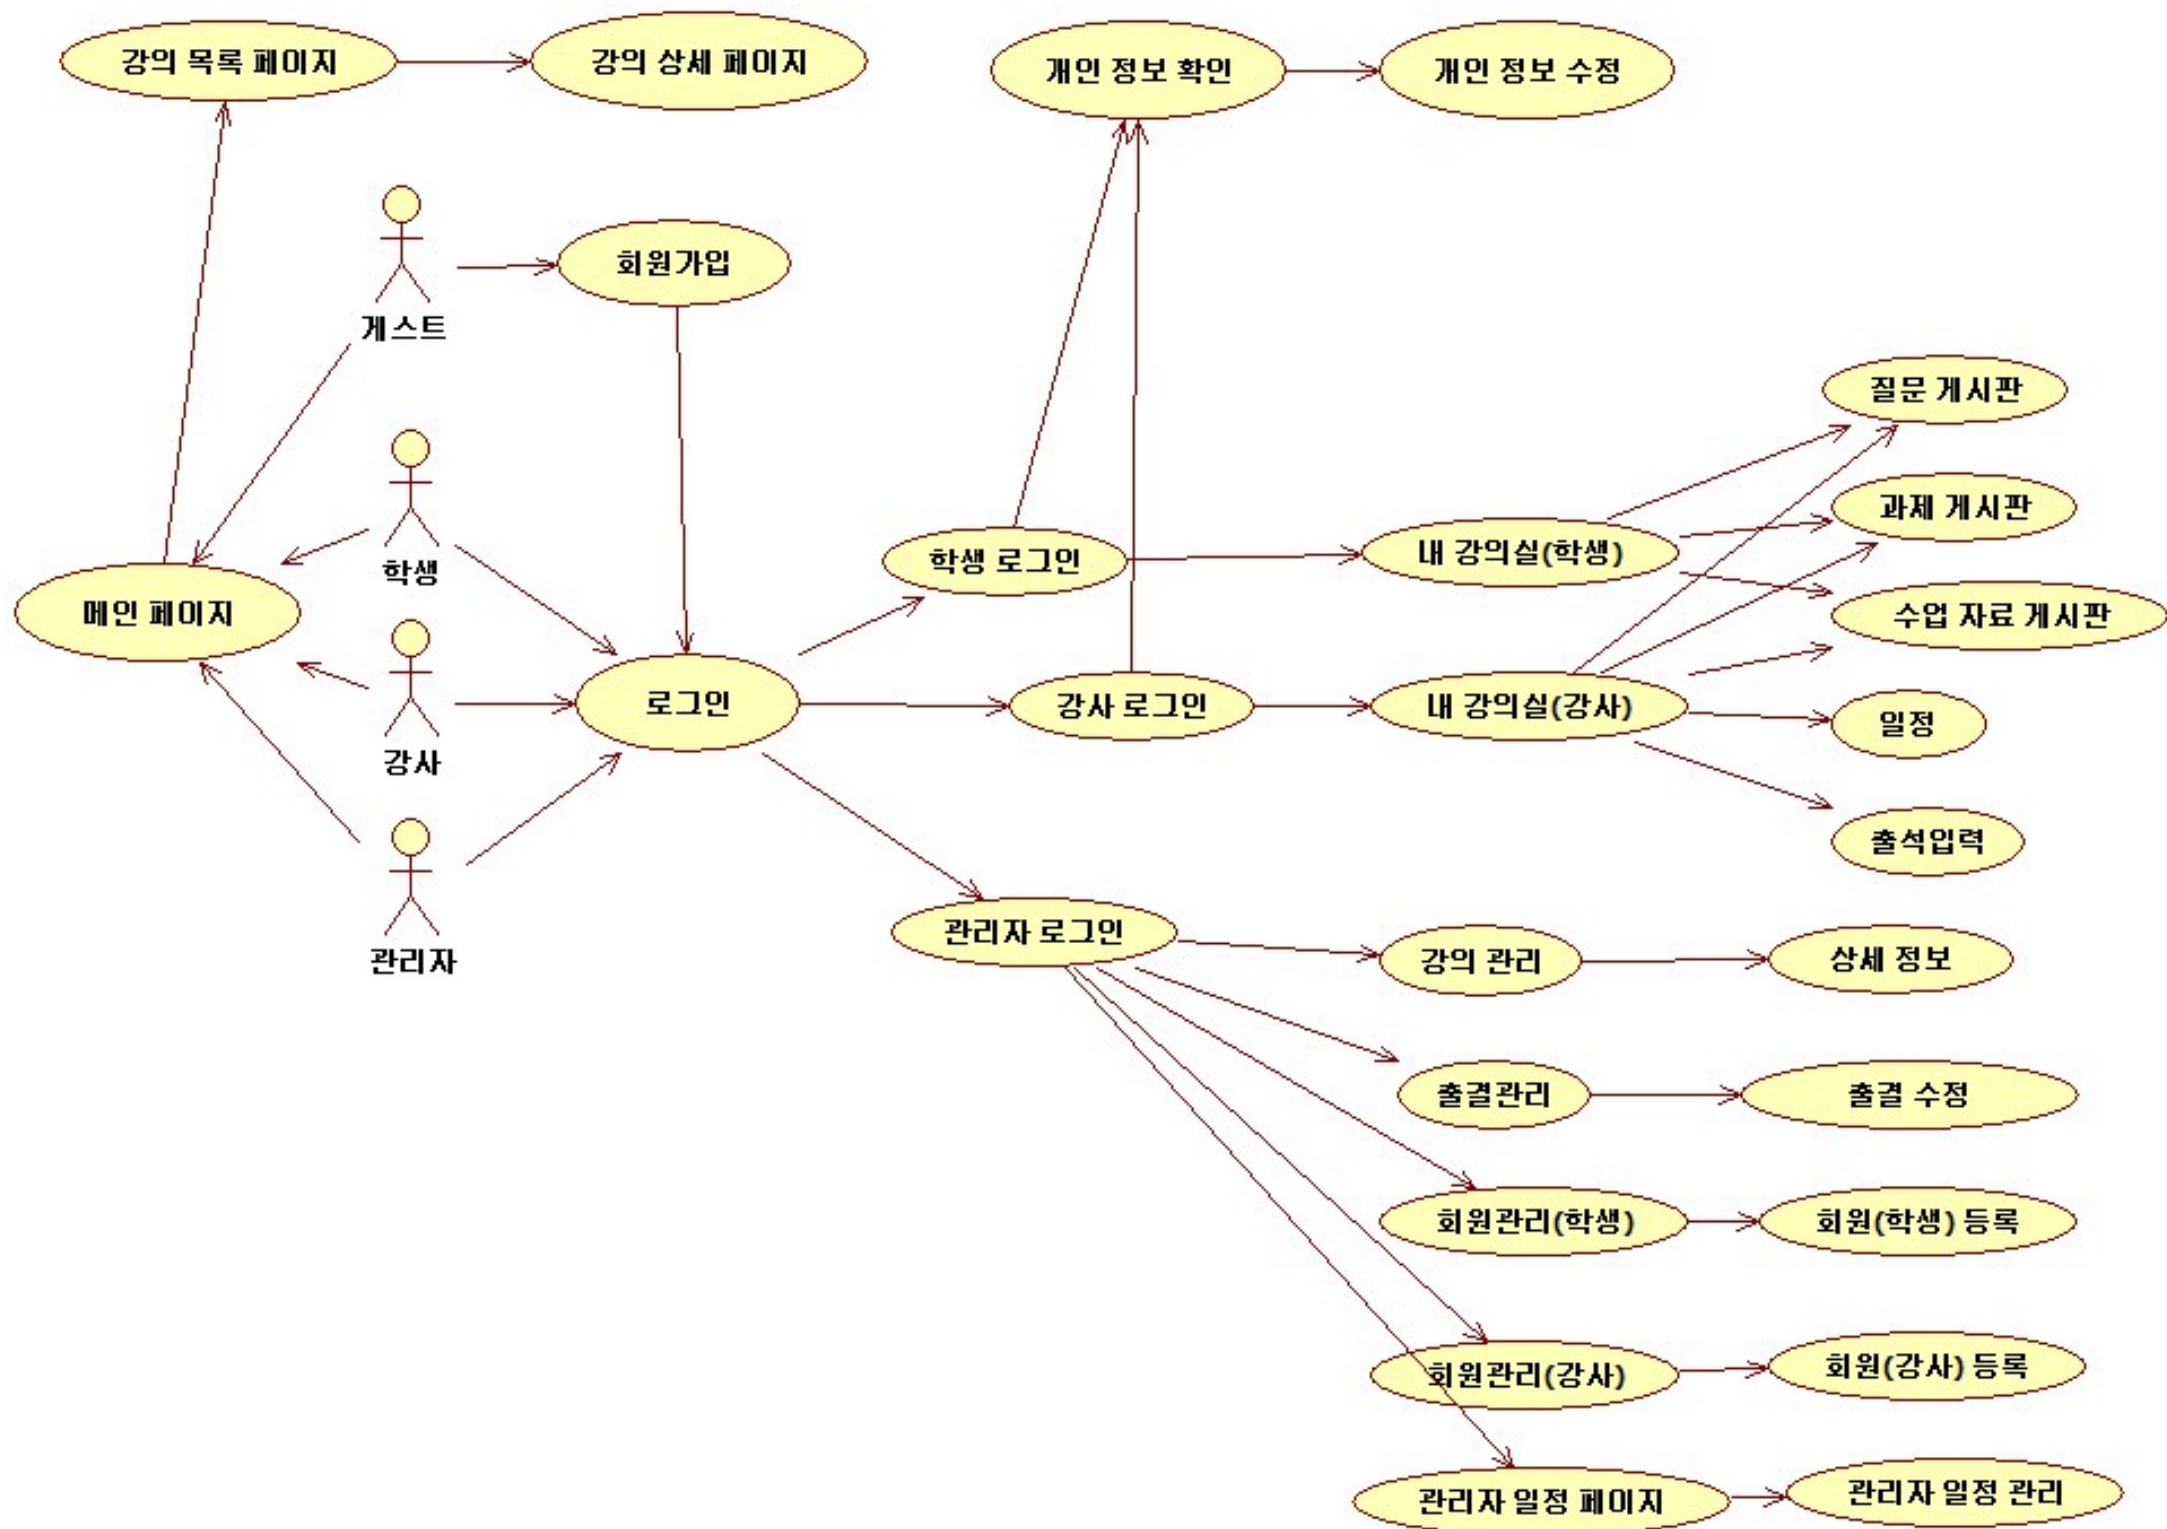 강의 목록 페이지
강의 상세 페이지
개인 정보 확인
개인 정보 수정
회원가입
게스트
질문 게시판
과제 게시판
학생 로그인
내 강의실(학생)
학생
메인 페이지
수업 자료 게시판
로그인
강사 로그인
내 강의실(강사)
일정
강사
출석입력
관리자 로그인
관리자
강의 관리
상세 정보
출결관리
출결 수정
회원관리(학생)
회원(학생) 등록
회원관리(강사)
회원(강사) 등록
관리자 일정 페이지
관리자 일정 관리